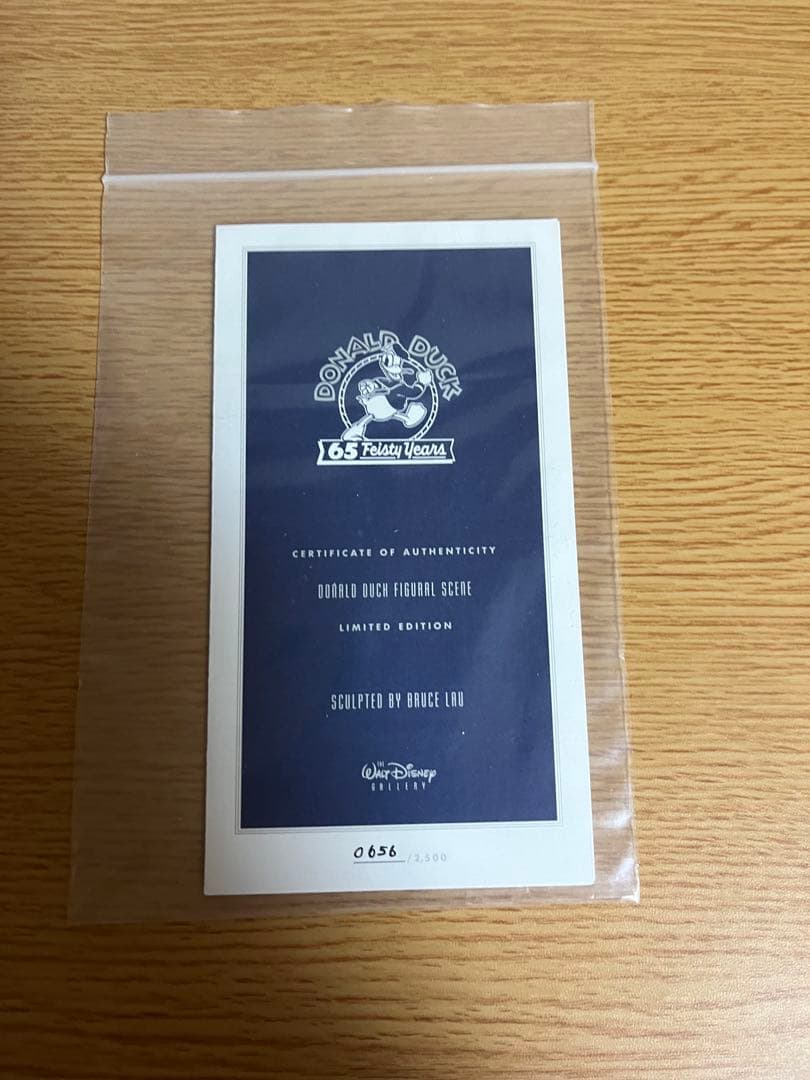 DONALD DUCK
65 Feisty Years
CERTIFICATE OF AUTHENTICITY
DONALD DUCK FIGURAL SCENE
LIMITED EDITION
SCULPTED BY BRUCE LAU
THE
WALT DISNEY
GALLERY
0656/2,500